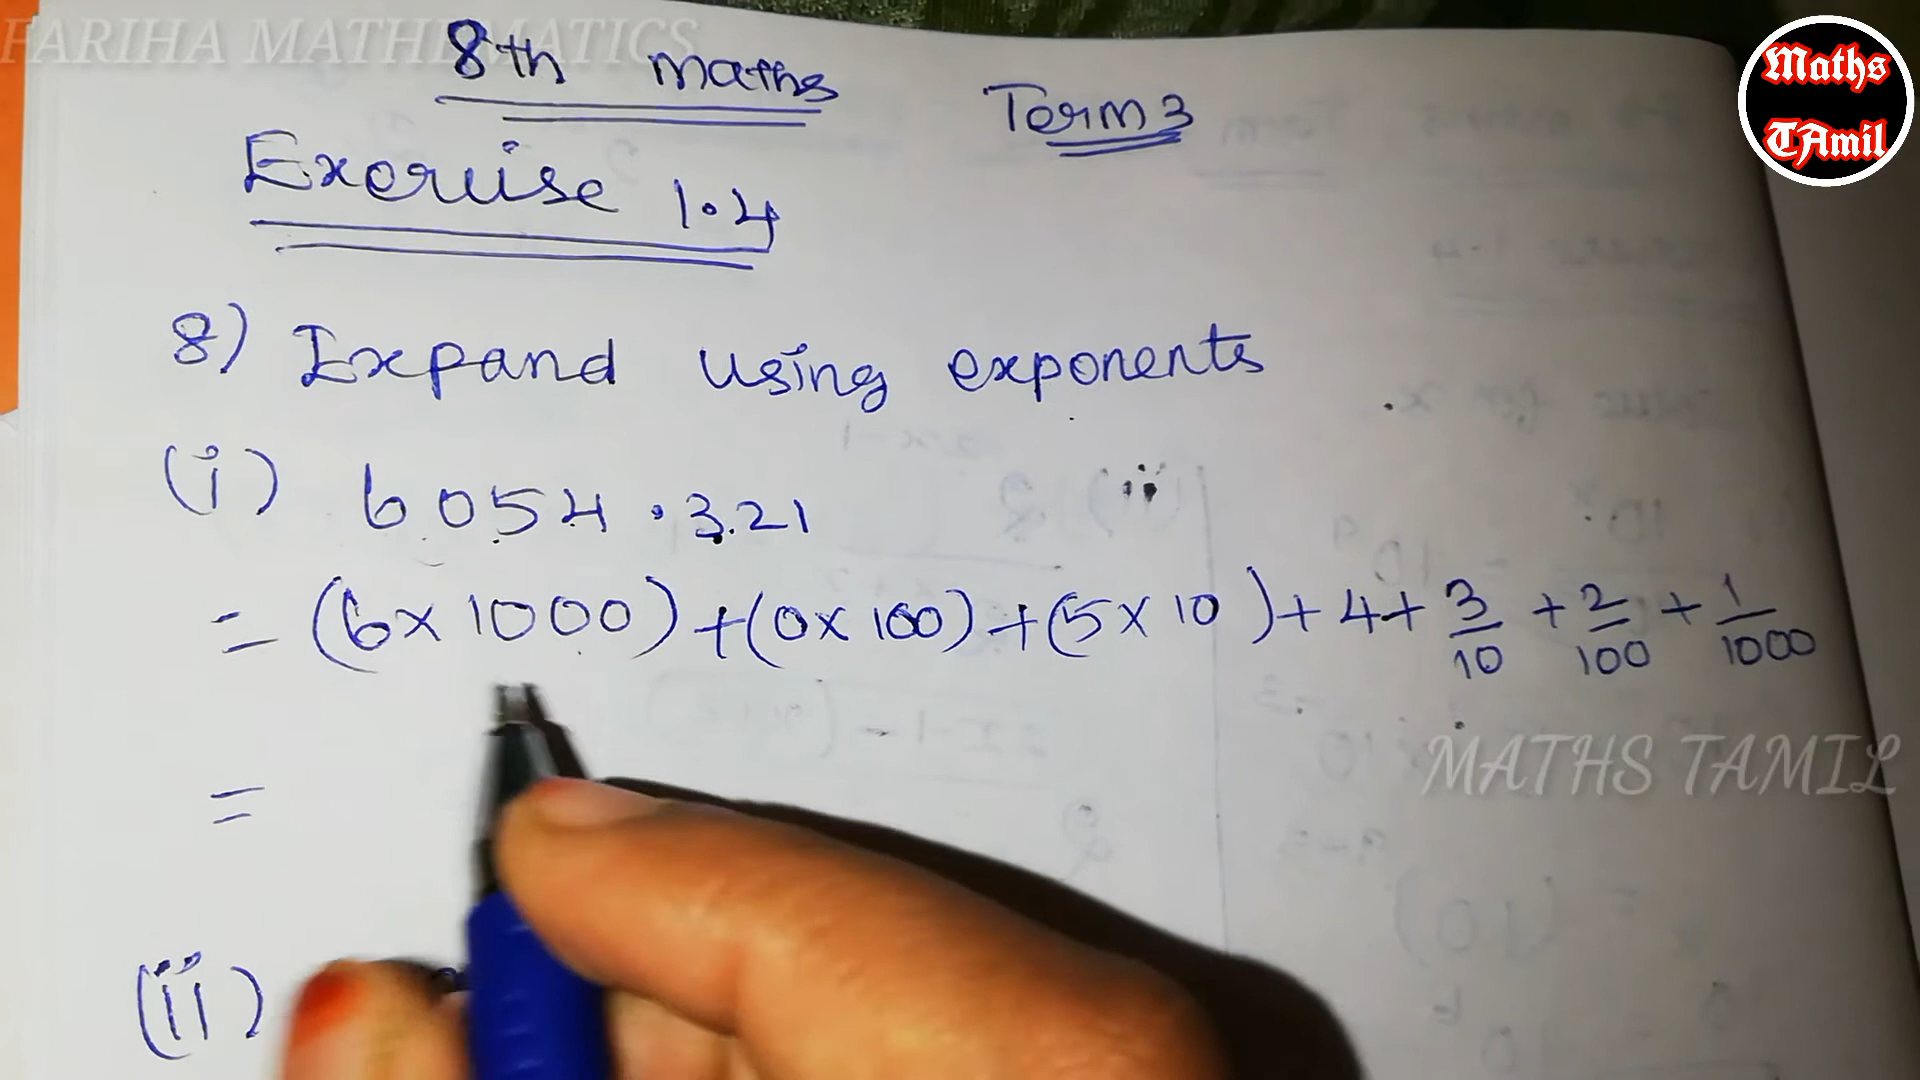 FARIHA MATHEMATICS
8th maths
Term 3
Maths
TAmil
Exercise 1.4
8) Expand using exponents
(i) 6054.321
= (6 × 1000) + (0 × 100) + (5 × 10) + 4 + 3/10 + 2/100 + 1/1000
MATHS TAMIL
=
(ii)